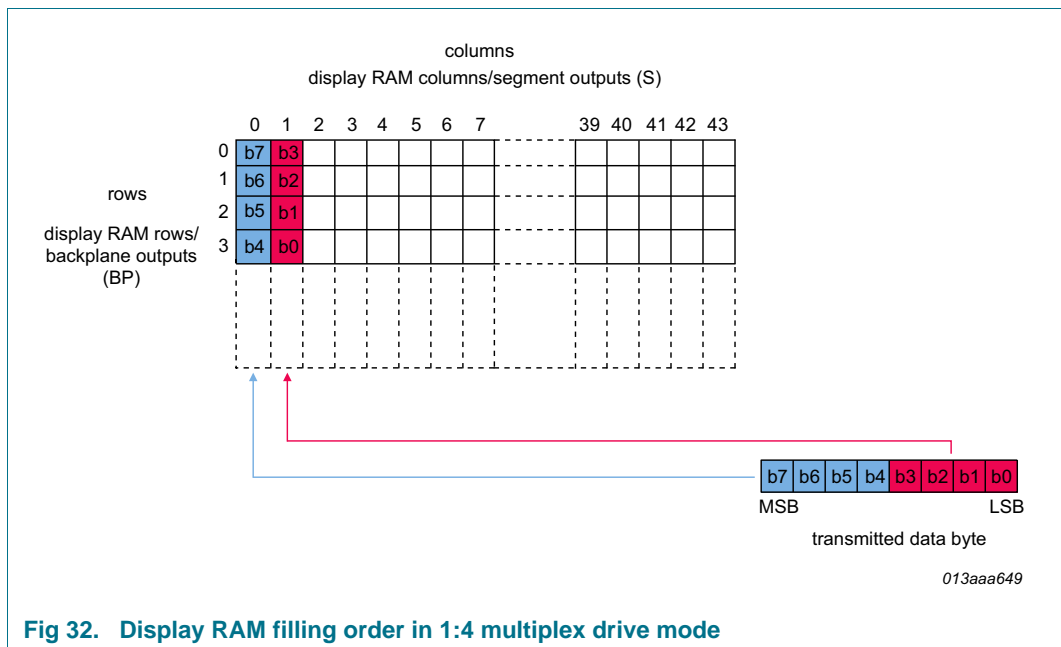 columns
display RAM columns/segment outputs (S)
0 1 2 3 4 5 6 7 39 40 41 42 43
0 b7 b3
1 b6 b2
rows
2 b5 b1
display RAM rows/
3 b4 b0
backplane outputs
(BP)
b7 b6 b5 b4 b3 b2 b1 b0
MSB LSB
transmitted data byte
013aaa649
Fig 32. Display RAM filling order in 1:4 multiplex drive mode